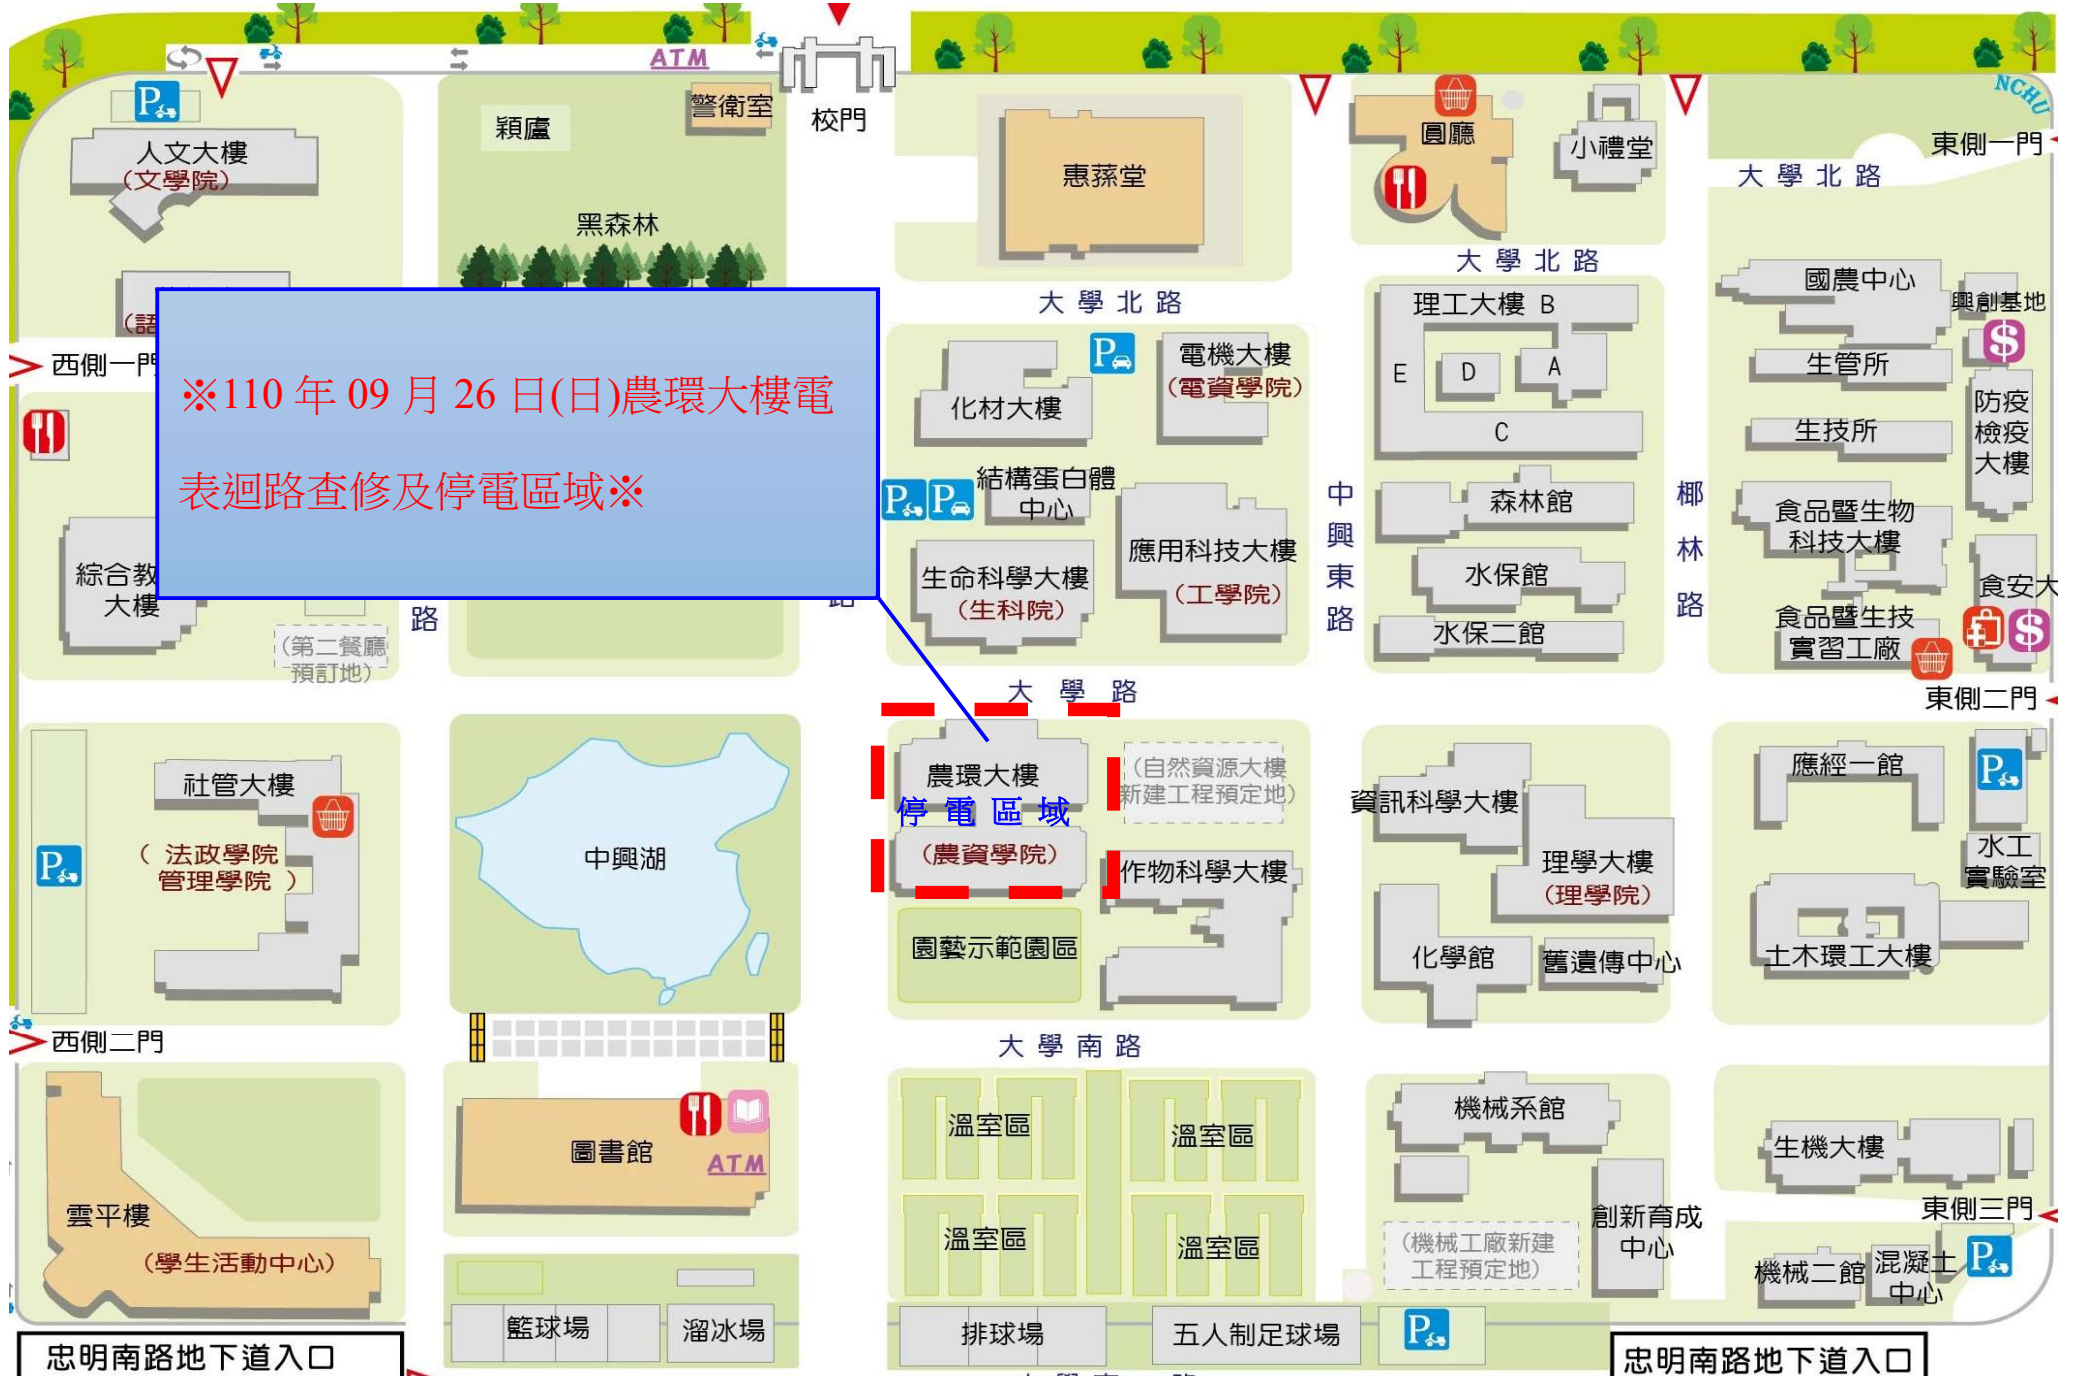 ATM
NCHU
校門
警衛室
穎廬
人文大樓
(文學院)
黑森林
惠蓀堂
圓廳
小禮堂
東側一門
大學北路
大學北路
大學北路
(語
西側一門
※110 年 09 月 26 日(日)農環大樓電
表迴路查修及停電區域※
化材大樓
P
電機大樓
(電資學院)
理工大樓 B
E
D
A
C
國農中心
興創基地
$
生管所
生技所
防疫
檢疫
大樓
P
P
P
結構蛋白體
中心
應用科技大樓
(工學院)
生命科學大樓
(生科院)
中興東路
森林館
水保館
水保二館
椰林路
食品暨生物
科技大樓
食安大
食品暨生技
實習工廠
$
東側二門
綜合教
大樓
路
(第二餐廳
預訂地)
大學路
社管大樓
(法政學院
管理學院)
P
中興湖
農環大樓
停電區域
(農資學院)
(自然資源大樓
新建工程預定地)
作物科學大樓
園藝示範園區
資訊科學大樓
理學大樓
(理學院)
化學館
舊遺傳中心
應經一館
P
水工
實驗室
土木環工大樓
西側二門
大學南路
雲平樓
(學生活動中心)
圖書館
ATM
溫室區
溫室區
溫室區
溫室區
機械系館
創新育成
中心
(機械工廠新建
工程預定地)
生機大樓
東側三門
機械二館
混凝土
中心
P
籃球場
溜冰場
排球場
五人制足球場
P
忠明南路地下道入口
忠明南路地下道入口